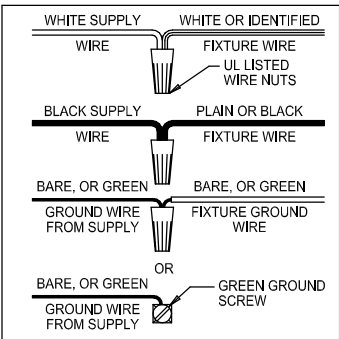 WHITE SUPPLY WIRE
WHITE OR IDENTIFIED FIXTURE WIRE
UL LISTED
WIRE NUTS
BLACK SUPPLY WIRE
PLAIN OR BLACK FIXTURE WIRE
BARE, OR GREEN
GROUND WIRE
FROM SUPPLY
BARE, OR GREEN
FIXTURE GROUND
WIRE
OR
BARE, OR GREEN
GROUND WIRE
FROM SUPPLY
GREEN GROUND
SCREW